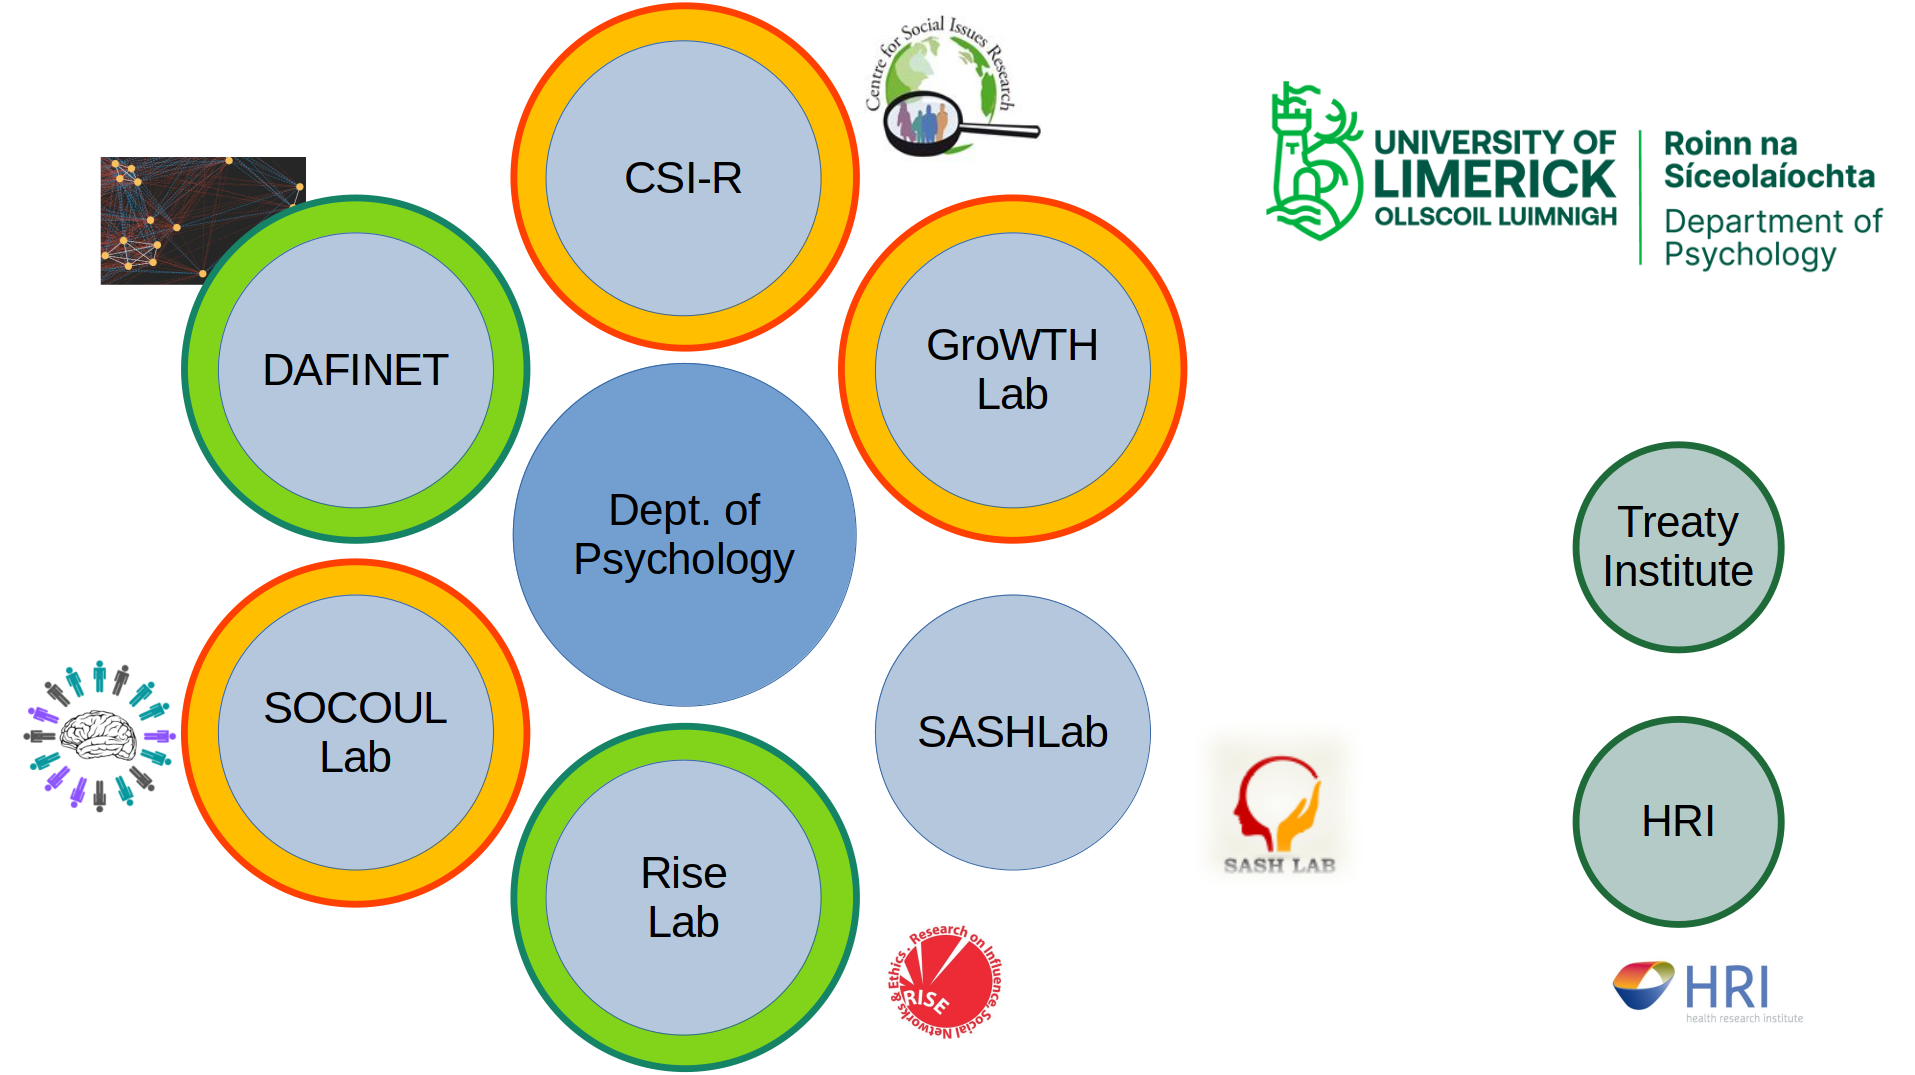 Centre for Social Issues Research
CSI-R
UNIVERSITY OF
LIMERICK
OLLSCOIL LUIMNIGH
Roinn na
Síceolaíochta
Department of
Psychology
DAFINET
GroWTH
Lab
Dept. of
Psychology
Treaty
Institute
SOCOUL
Lab
SASHLab
HRI
SASH LAB
Rise
Lab
Research on Influence, Social Networks & Ethics ·
RISE
HRI
health research institute